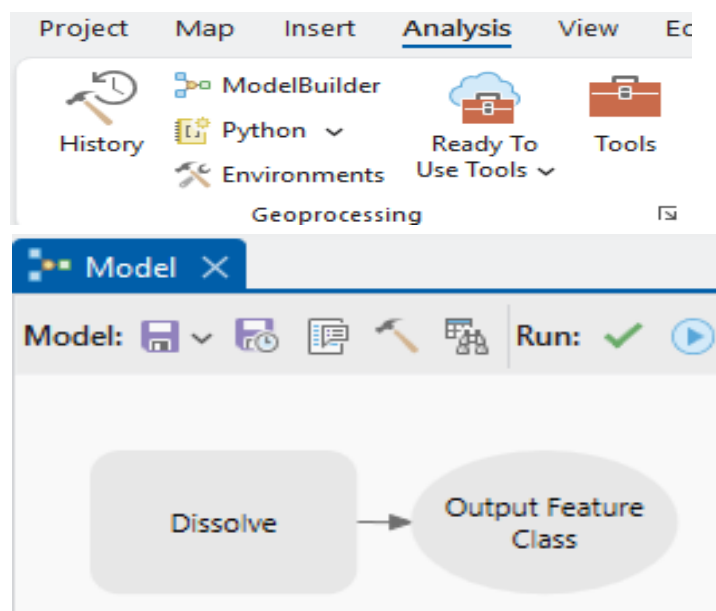 Project Map Insert Analysis View Ec
ModelBuilder
Python
Environments
History
Ready To
Use Tools
Tools
Geoprocessing
Model
Model: Run:
Dissolve
Output Feature
Class